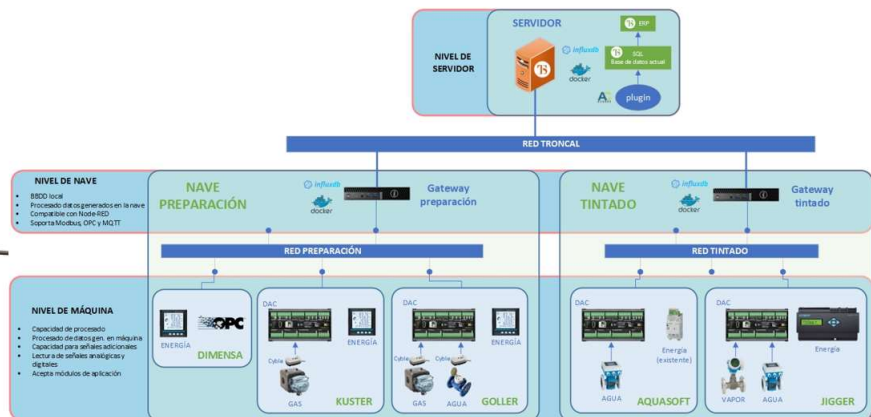 SERVIDOR
NIVEL DE
SERVIDOR
influxdb
docker
ERP
SQL
Base de datos actual
plugin
RED TRONCAL
NIVEL DE NAVE
BBDD local
Procesado datos generados en la nave
Compatible con Node-RED
Soporta Modbus, OPC y MQTT
NAVE
PREPARACIÓN
influxdb
docker
Gateway
preparación
NAVE
TINTADO
influxdb
docker
Gateway
tintado
RED PREPARACIÓN
RED TINTADO
NIVEL DE MÁQUINA
Capacidad de procesado
Procesado de datos gen. en máquina
Capacidad para señales adicionales
Lectura de señales analógicas y
digitales
Acepta módulos de aplicación
ENERGÍA
OPC
DIMENSA
DAC
ENERGÍA
Cyble
GAS
KUSTER
DAC
ENERGÍA
Cyble
Cyble
GAS
AGUA
GOLLER
DAC
Energía
(existente)
AGUA
AQUASOFT
DAC
Energía
VAPOR
AGUA
JIGGER